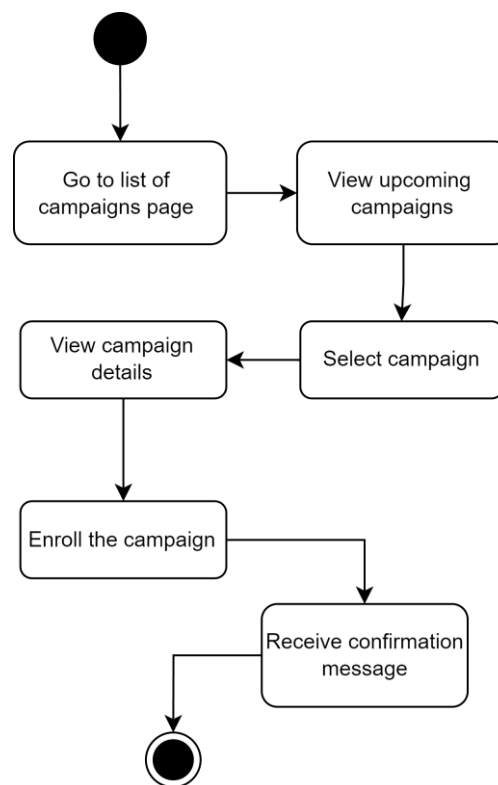 Go to list of
campaigns page
View upcoming
campaigns
Select campaign
View campaign
details
Enroll the campaign
Receive confirmation
message